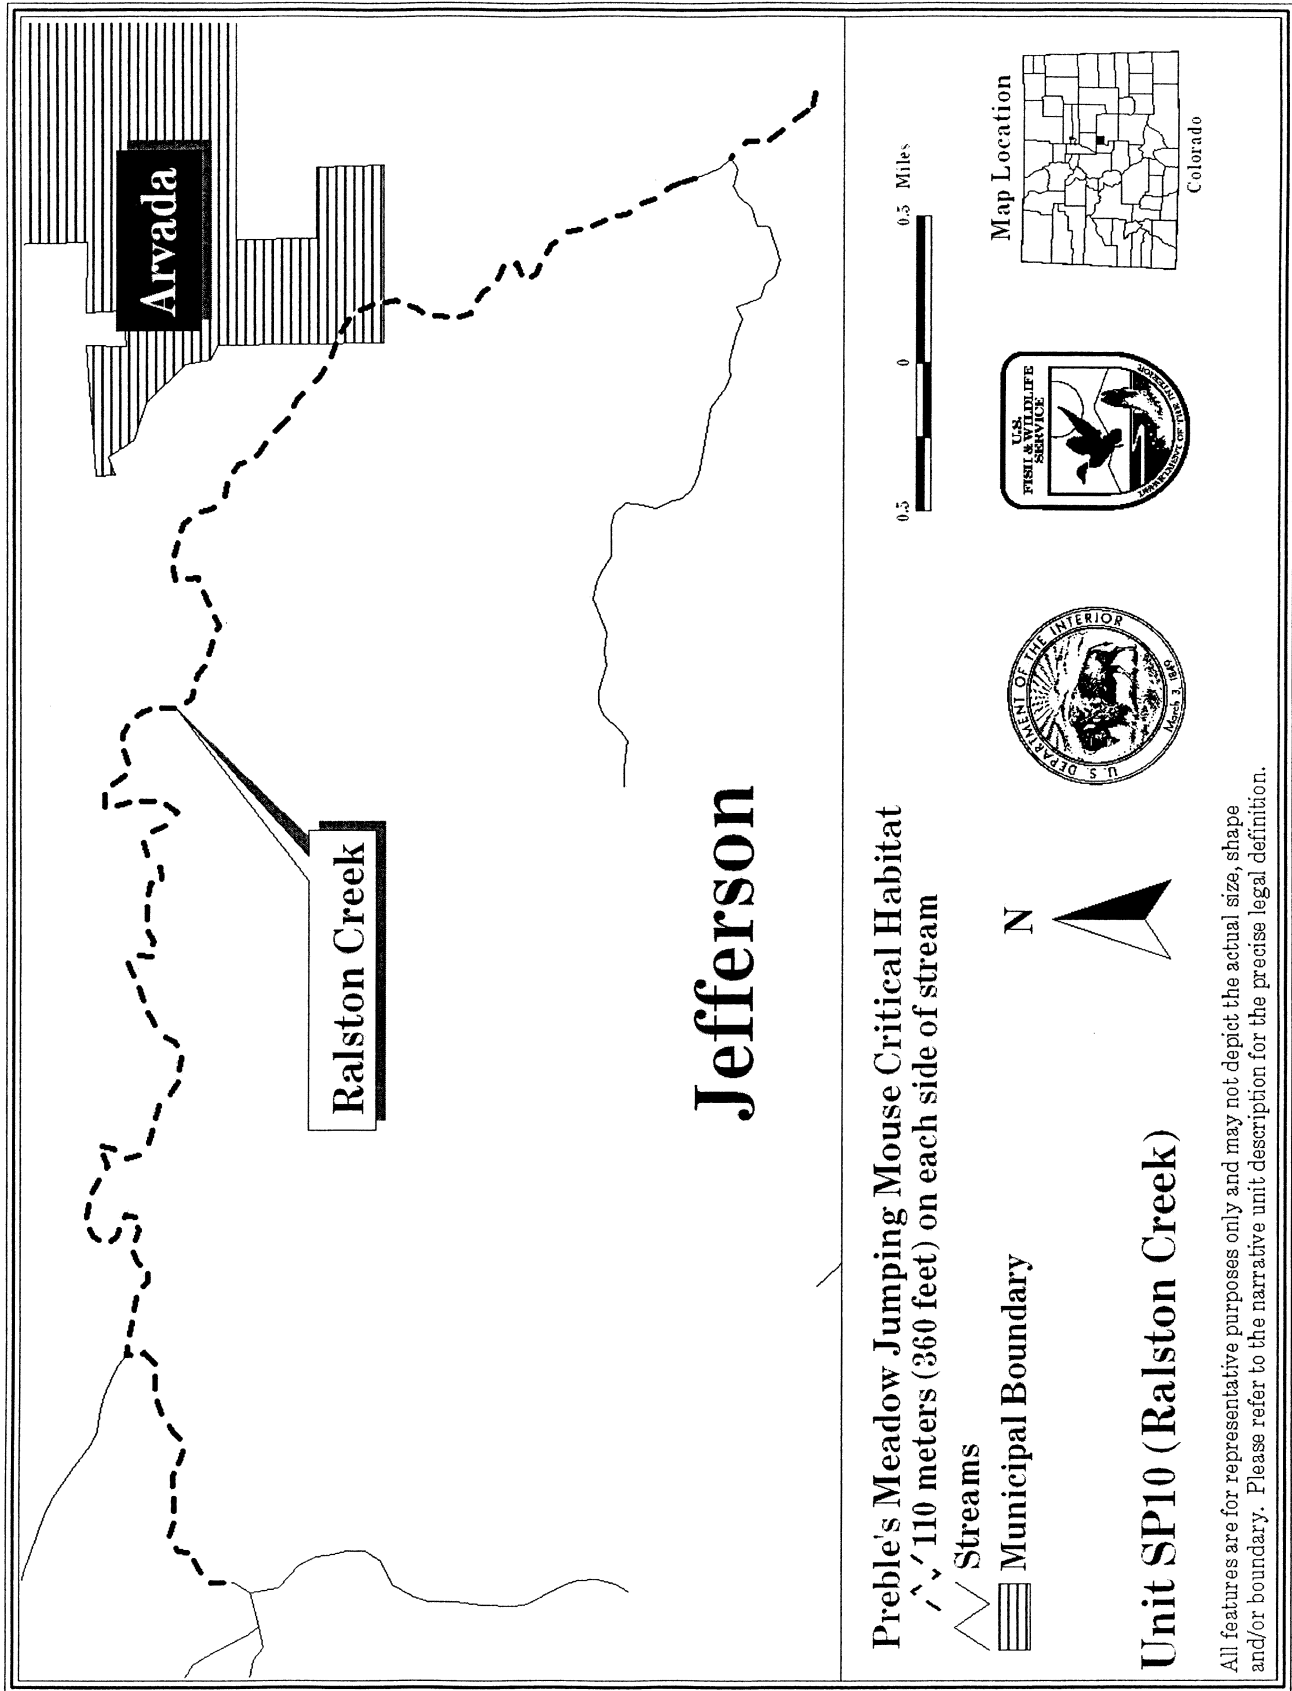 Arvada
Ralston Creek
Jefferson
Preble's Meadow Jumping Mouse Critical Habitat
110 meters (360 feet) on each side of stream
Streams
Municipal Boundary
Unit SP10 (Ralston Creek)
All features are for representative purposes only and may not depict the actual size, shape
and/or boundary. Please refer to the narrative unit description for the precise legal definition.
N
0.5 0 0.5 Miles
U.S. DEPARTMENT OF THE INTERIOR
March 3, 1849
U.S.
FISH & WILDLIFE
SERVICE
DEPARTMENT OF THE INTERIOR
Map Location
Colorado